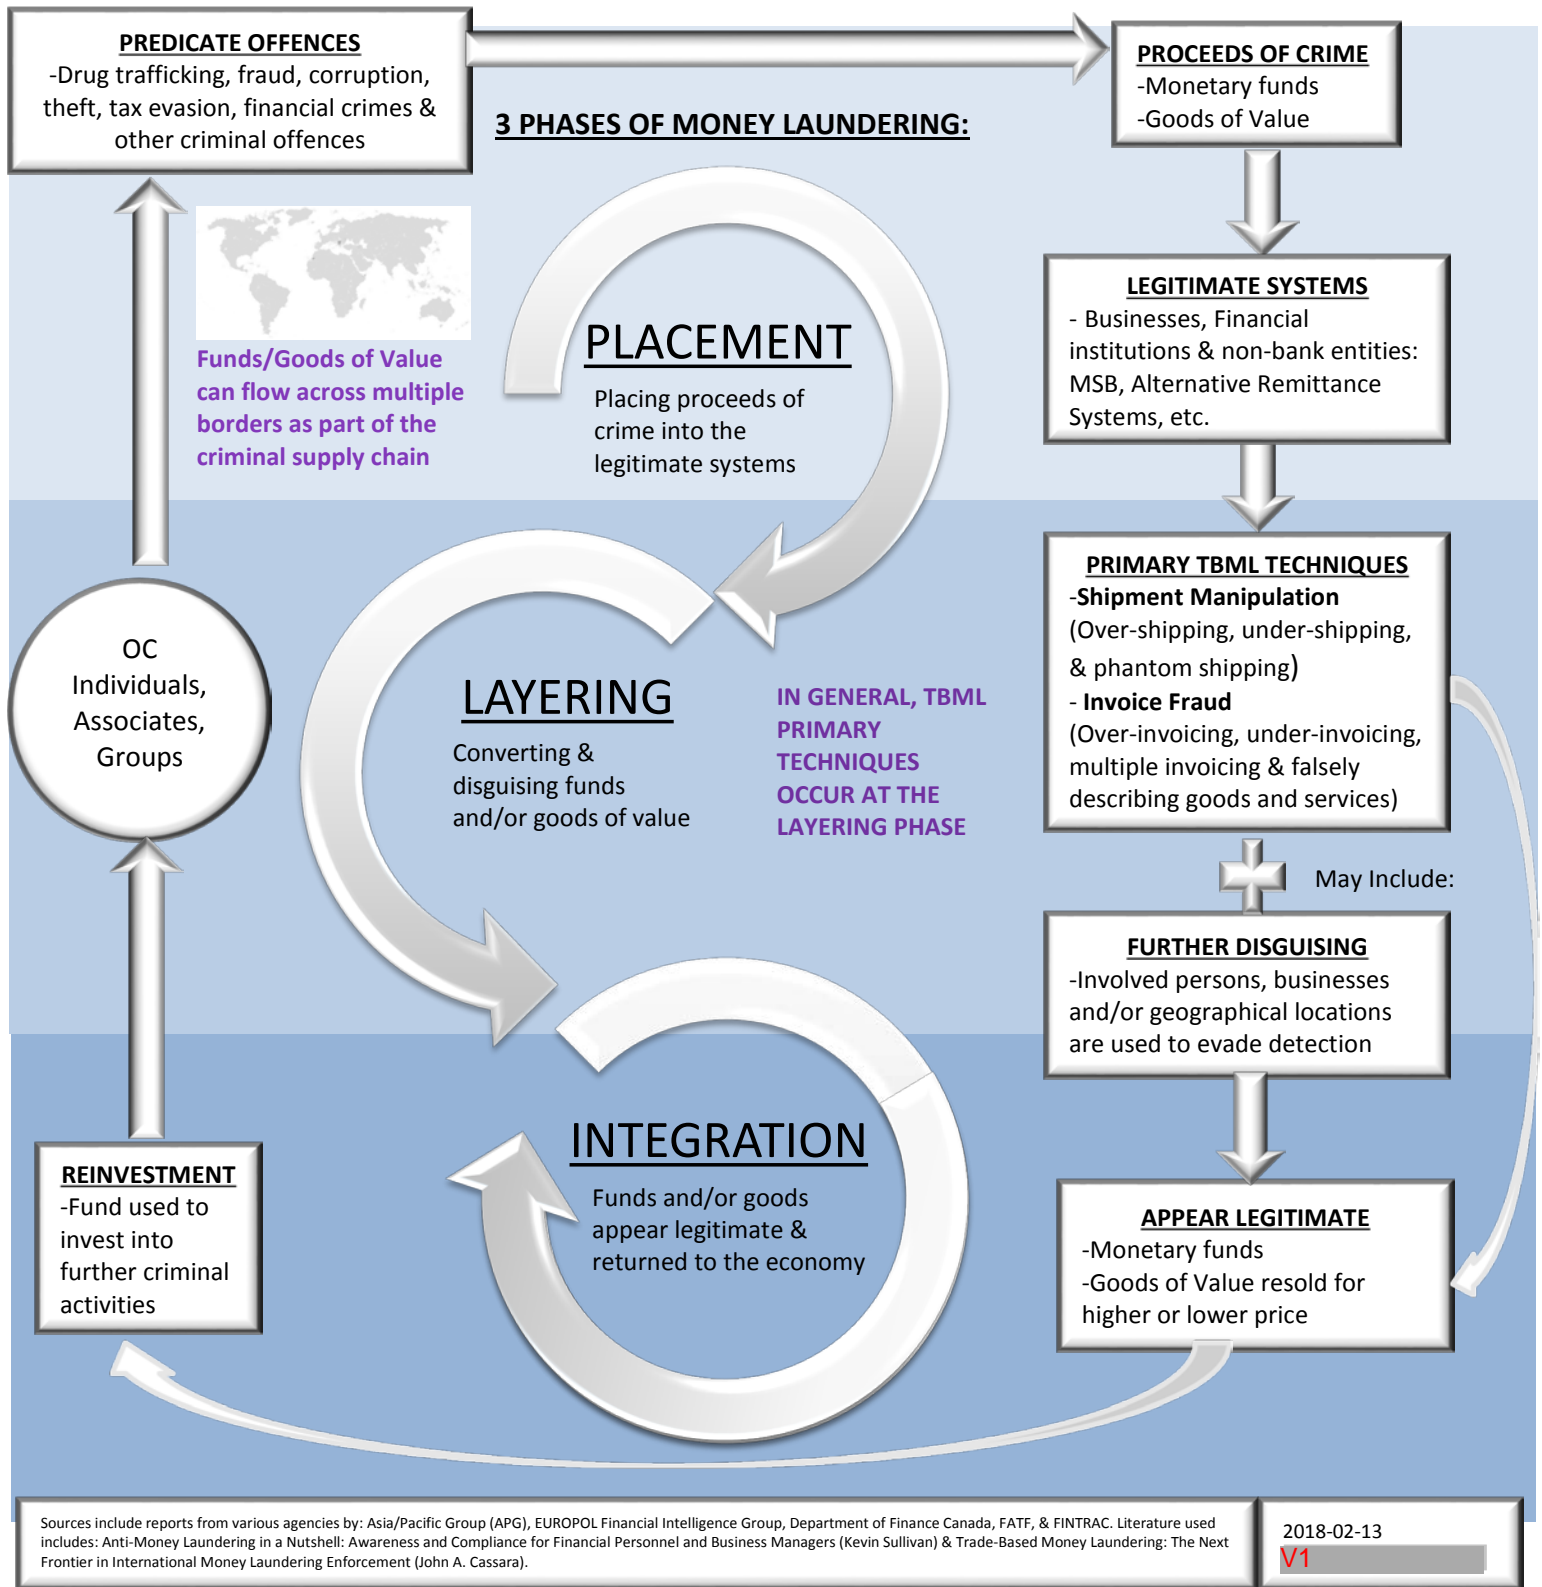 PREDICATE OFFENCES
-Drug trafficking, fraud, corruption,
theft, tax evasion, financial crimes &
other criminal offences
PROCEEDS OF CRIME
-Monetary funds
-Goods of Value
3 PHASES OF MONEY LAUNDERING:
Funds/Goods of Value
can flow across multiple
borders as part of the
criminal supply chain
PLACEMENT
Placing proceeds of
crime into the
legitimate systems
LEGITIMATE SYSTEMS
- Businesses, Financial
institutions & non-bank entities:
MSB, Alternative Remittance
Systems, etc.
OC
Individuals,
Associates,
Groups
LAYERING
Converting &
disguising funds
and/or goods of value
IN GENERAL, TBML
PRIMARY
TECHNIQUES
OCCUR AT THE
LAYERING PHASE
PRIMARY TBML TECHNIQUES
-Shipment Manipulation
(Over-shipping, under-shipping,
& phantom shipping)
- Invoice Fraud
(Over-invoicing, under-invoicing,
multiple invoicing & falsely
describing goods and services)
May Include:
FURTHER DISGUISING
-Involved persons, businesses
and/or geographical locations
are used to evade detection
REINVESTMENT
-Fund used to
invest into
further criminal
activities
INTEGRATION
Funds and/or goods
appear legitimate &
returned to the economy
APPEAR LEGITIMATE
-Monetary funds
-Goods of Value resold for
higher or lower price
Sources include reports from various agencies by: Asia/Pacific Group (APG), EUROPOL Financial Intelligence Group, Department of Finance Canada, FATF, & FINTRAC. Literature used
includes: Anti-Money Laundering in a Nutshell: Awareness and Compliance for Financial Personnel and Business Managers (Kevin Sullivan) & Trade-Based Money Laundering: The Next
Frontier in International Money Laundering Enforcement (John A. Cassara).
2018-02-13
V1